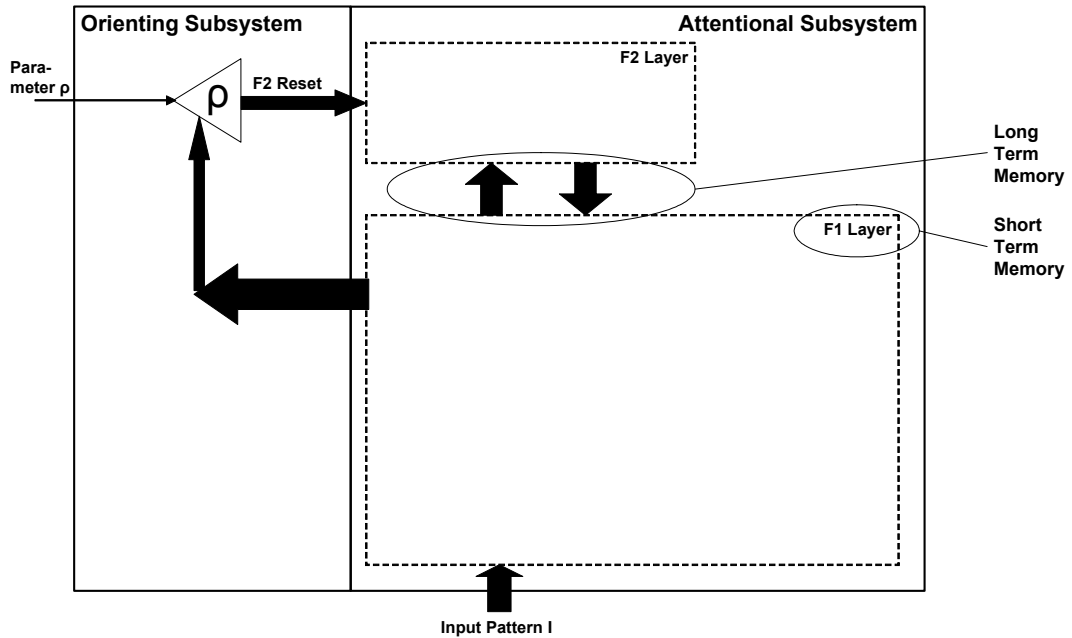 Orienting Subsystem
Attentional Subsystem
F2 Layer
Para-
meter ρ
ρ
F2 Reset
Long
Term
Memory
F1 Layer
Short
Term
Memory
Input Pattern I